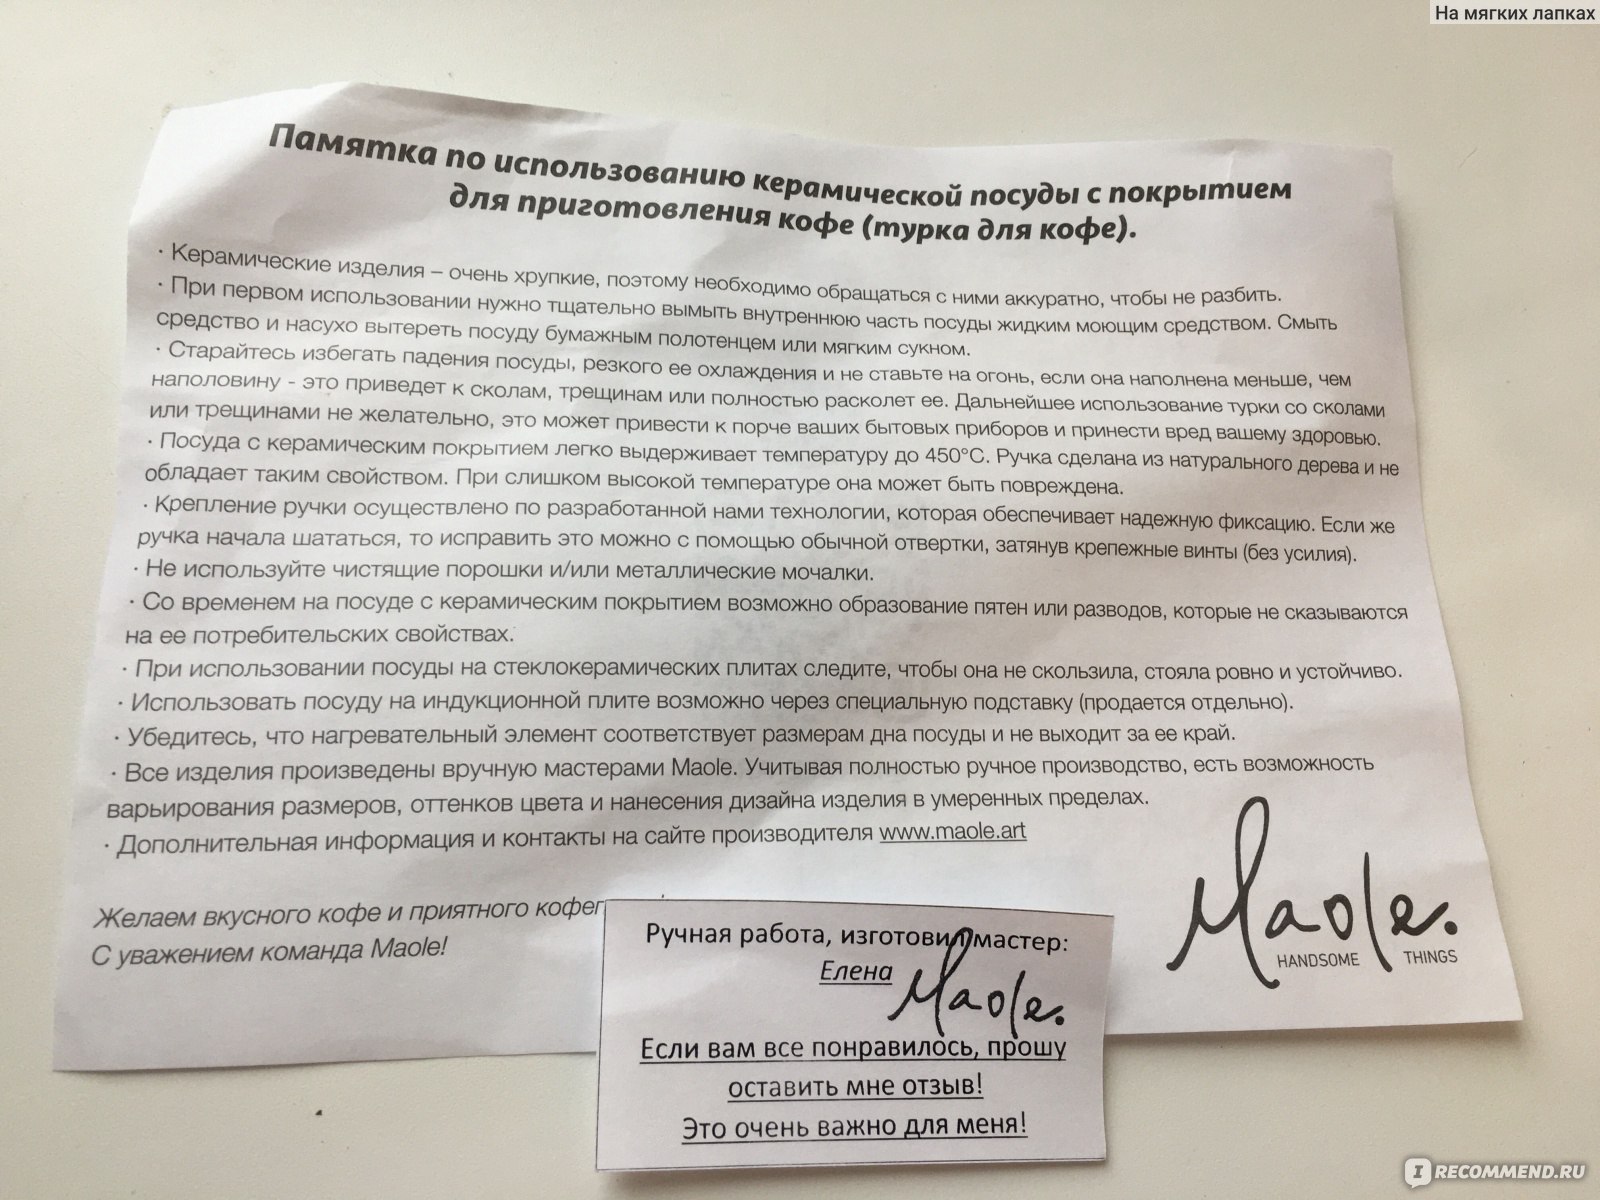 На мягких лапках
Памятка по использованию керамической посуды с покрытием
для приготовления кофе (турка для кофе).
· Керамические изделия – очень хрупкие, поэтому необходимо обращаться с ними аккуратно, чтобы не разбить.
· При первом использовании нужно тщательно вымыть внутреннюю часть посуды жидким моющим средством. Смыть
средство и насухо вытереть посуду бумажным полотенцем или мягким сукном.
· Старайтесь избегать падения посуды, резкого ее охлаждения и не ставьте на огонь, если она наполнена меньше, чем
наполовину - это приведет к сколам, трещинам или полностью расколет ее. Дальнейшее использование турки со сколами
или трещинами не желательно, это может привести к порче ваших бытовых приборов и принести вред вашему здоровью.
· Посуда с керамическим покрытием легко выдерживает температуру до 450°С. Ручка сделана из натурального дерева и не
обладает таким свойством. При слишком высокой температуре она может быть повреждена.
· Крепление ручки осуществлено по разработанной нами технологии, которая обеспечивает надежную фиксацию. Если же
ручка начала шататься, то исправить это можно с помощью обычной отвертки, затянув крепежные винты (без усилия).
· Не используйте чистящие порошки и/или металлические мочалки.
· Со временем на посуде с керамическим покрытием возможно образование пятен или разводов, которые не сказываются
на ее потребительских свойствах.
· При использовании посуды на стеклокерамических плитах следите, чтобы она не скользила, стояла ровно и устойчиво.
· Использовать посуду на индукционной плите возможно через специальную подставку (продается отдельно).
· Убедитесь, что нагревательный элемент соответствует размерам дна посуды и не выходит за ее край.
· Все изделия произведены вручную мастерами Maole. Учитывая полностью ручное производство, есть возможность
варьирования размеров, оттенков цвета и нанесения дизайна изделия в умеренных пределах.
· Дополнительная информация и контакты на сайте производителя www.maole.art
Желаем вкусного кофе и приятного
С уважением команда Maole!
Maole.
HANDSOME THINGS
Ручная работа, изготовил мастер:
Елена
Maole.
Если вам все понравилось, прошу
оставить мне отзыв!
Это очень важно для меня!
IRECOMMEND.RU